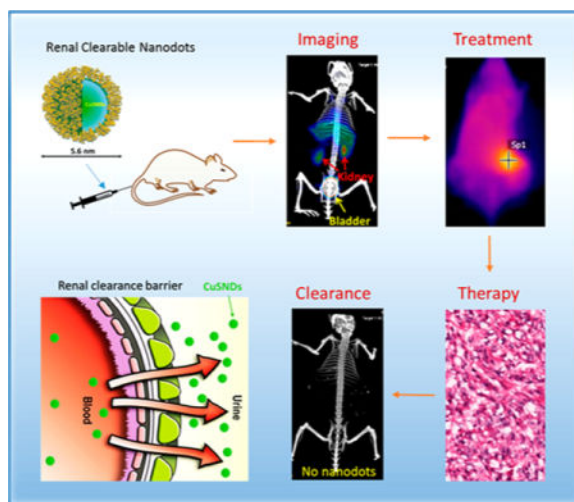 Renal Clearable Nanodots
Imaging
Treatment
5.6 nm
Kidney
Bladder
Sp1
Renal clearance barrier
CuSNDs
Clearance
Therapy
Blood
Urine
No nanodots